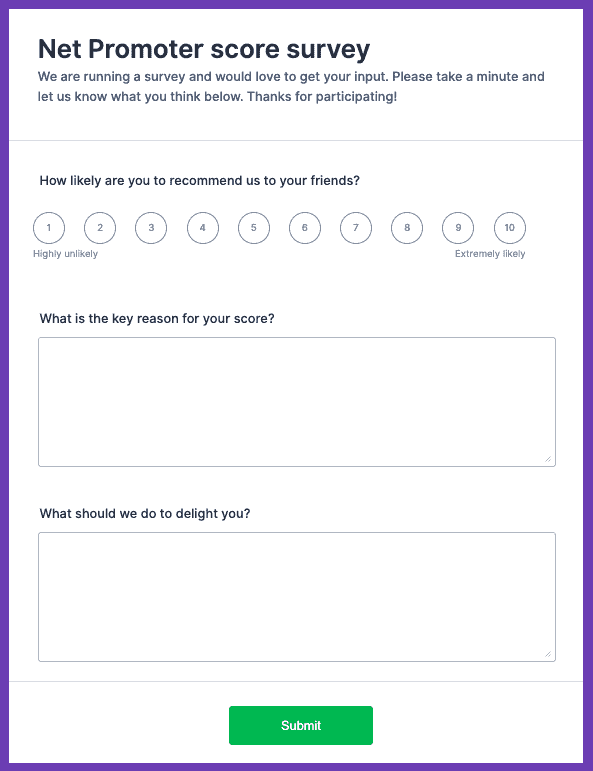 Net Promoter score survey
We are running a survey and would love to get your input. Please take a minute and
let us know what you think below. Thanks for participating!
How likely are you to recommend us to your friends?
1 2 3 4 5 6 7 8 9 10
Highly unlikely Extremely likely
What is the key reason for your score?
What should we do to delight you?
Submit